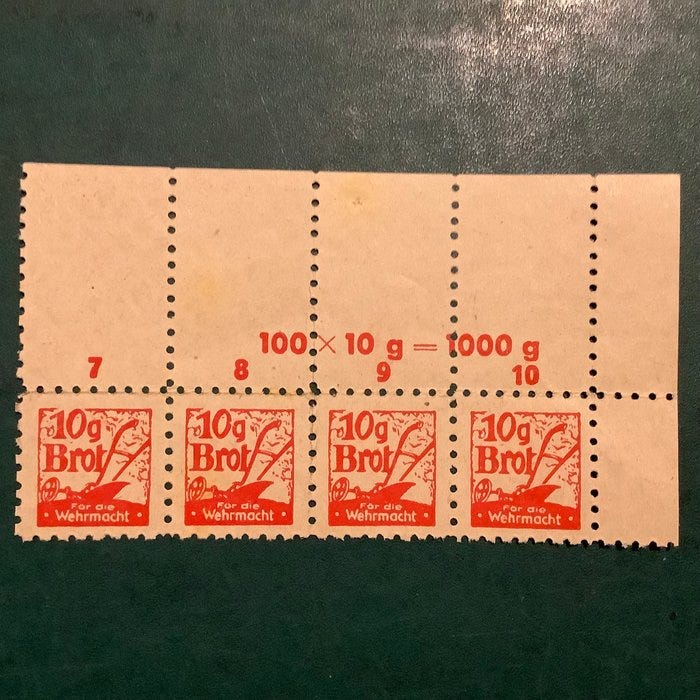 100 × 10 g = 1000 g
7 8 9 10
10g 10g 10g 10g
Brot Brot Brot Brot
Für die Für die Für die Für die
· Wehrmacht · · Wehrmacht · · Wehrmacht · · Wehrmacht ·